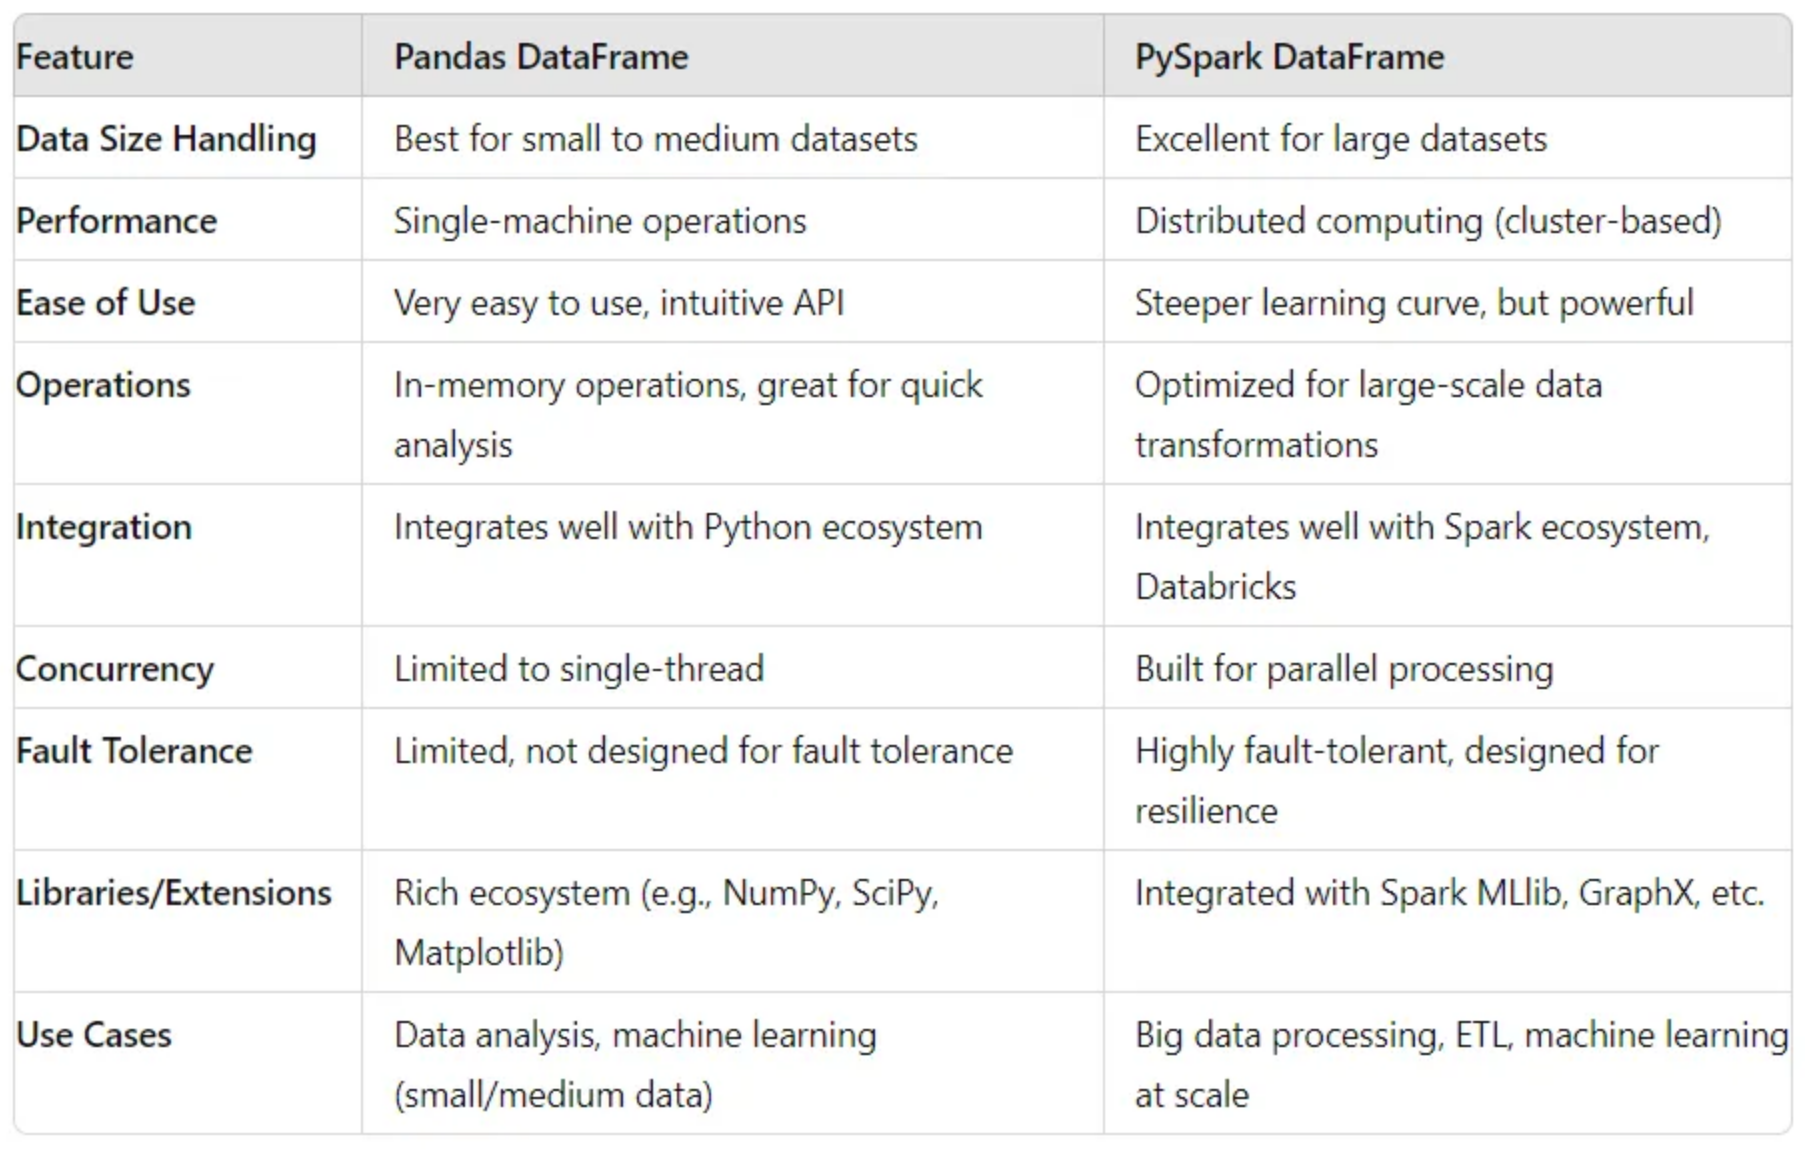 Feature Pandas DataFrame PySpark DataFrame
Data Size Handling Best for small to medium datasets Excellent for large datasets
Performance Single-machine operations Distributed computing (cluster-based)
Ease of Use Very easy to use, intuitive API Steeper learning curve, but powerful
Operations In-memory operations, great for quick Optimized for large-scale data
analysis transformations
Integration Integrates well with Python ecosystem Integrates well with Spark ecosystem,
Databricks
Concurrency Limited to single-thread Built for parallel processing
Fault Tolerance Limited, not designed for fault tolerance Highly fault-tolerant, designed for
resilience
Libraries/Extensions Rich ecosystem (e.g., NumPy, SciPy, Integrated with Spark MLlib, GraphX, etc.
Matplotlib)
Use Cases Data analysis, machine learning Big data processing, ETL, machine learning
(small/medium data) at scale